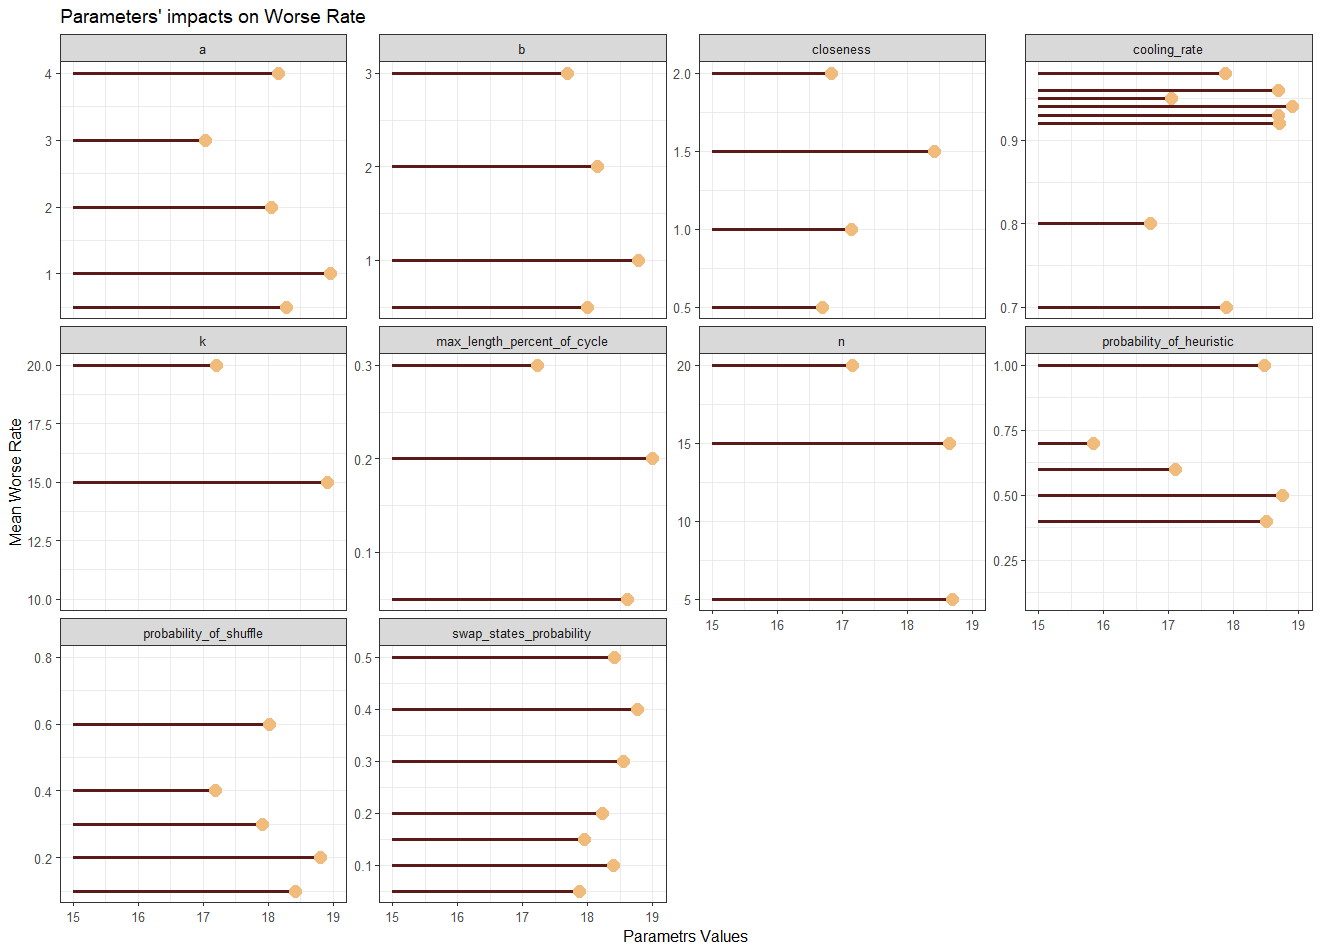 Parameters' impacts on Worse Rate
a
b
closeness
cooling_rate
4
3
2
1
3
2
1
2.0
1.5
1.0
0.5
0.9
0.8
0.7
k
max_length_percent_of_cycle
n
probability_of_heuristic
20.0
17.5
15.0
12.5
10.0
0.3
0.2
0.1
20
15
10
5
1.00
0.75
0.50
0.25
15 16 17 18 19
15 16 17 18 19
probability_of_shuffle
swap_states_probability
0.8
0.6
0.4
0.2
0.5
0.4
0.3
0.2
0.1
15 16 17 18 19
15 16 17 18 19
Mean Worse Rate
Parametrs Values